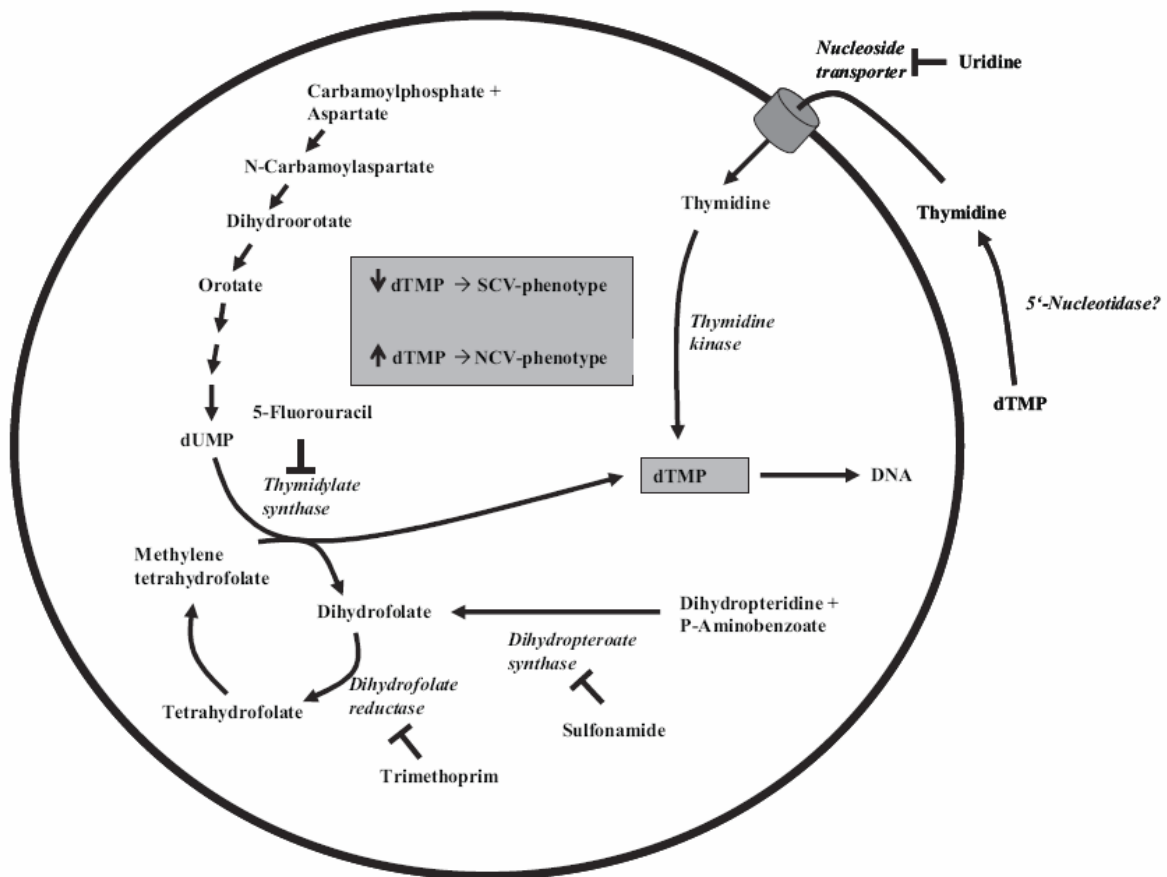 Nucleoside
transporter
Uridine
Carbamoylphosphate +
Aspartate
N-Carbamoylaspartate
Dihydroorotate
Orotate
Thymidine
Thymidine
↓ dTMP → SCV-phenotype
↑ dTMP → NCV-phenotype
Thymidine
kinase
5‘-Nucleotidase?
dTMP
5-Fluorouracil
dUMP
Thymidylate
synthase
dTMP
DNA
Methylene
tetrahydrofolate
Dihydrofolate
Dihydropteridine +
P-Aminobenzoate
Dihydropteroate
synthase
Dihydrofolate
reductase
Tetrahydrofolate
Sulfonamide
Trimethoprim